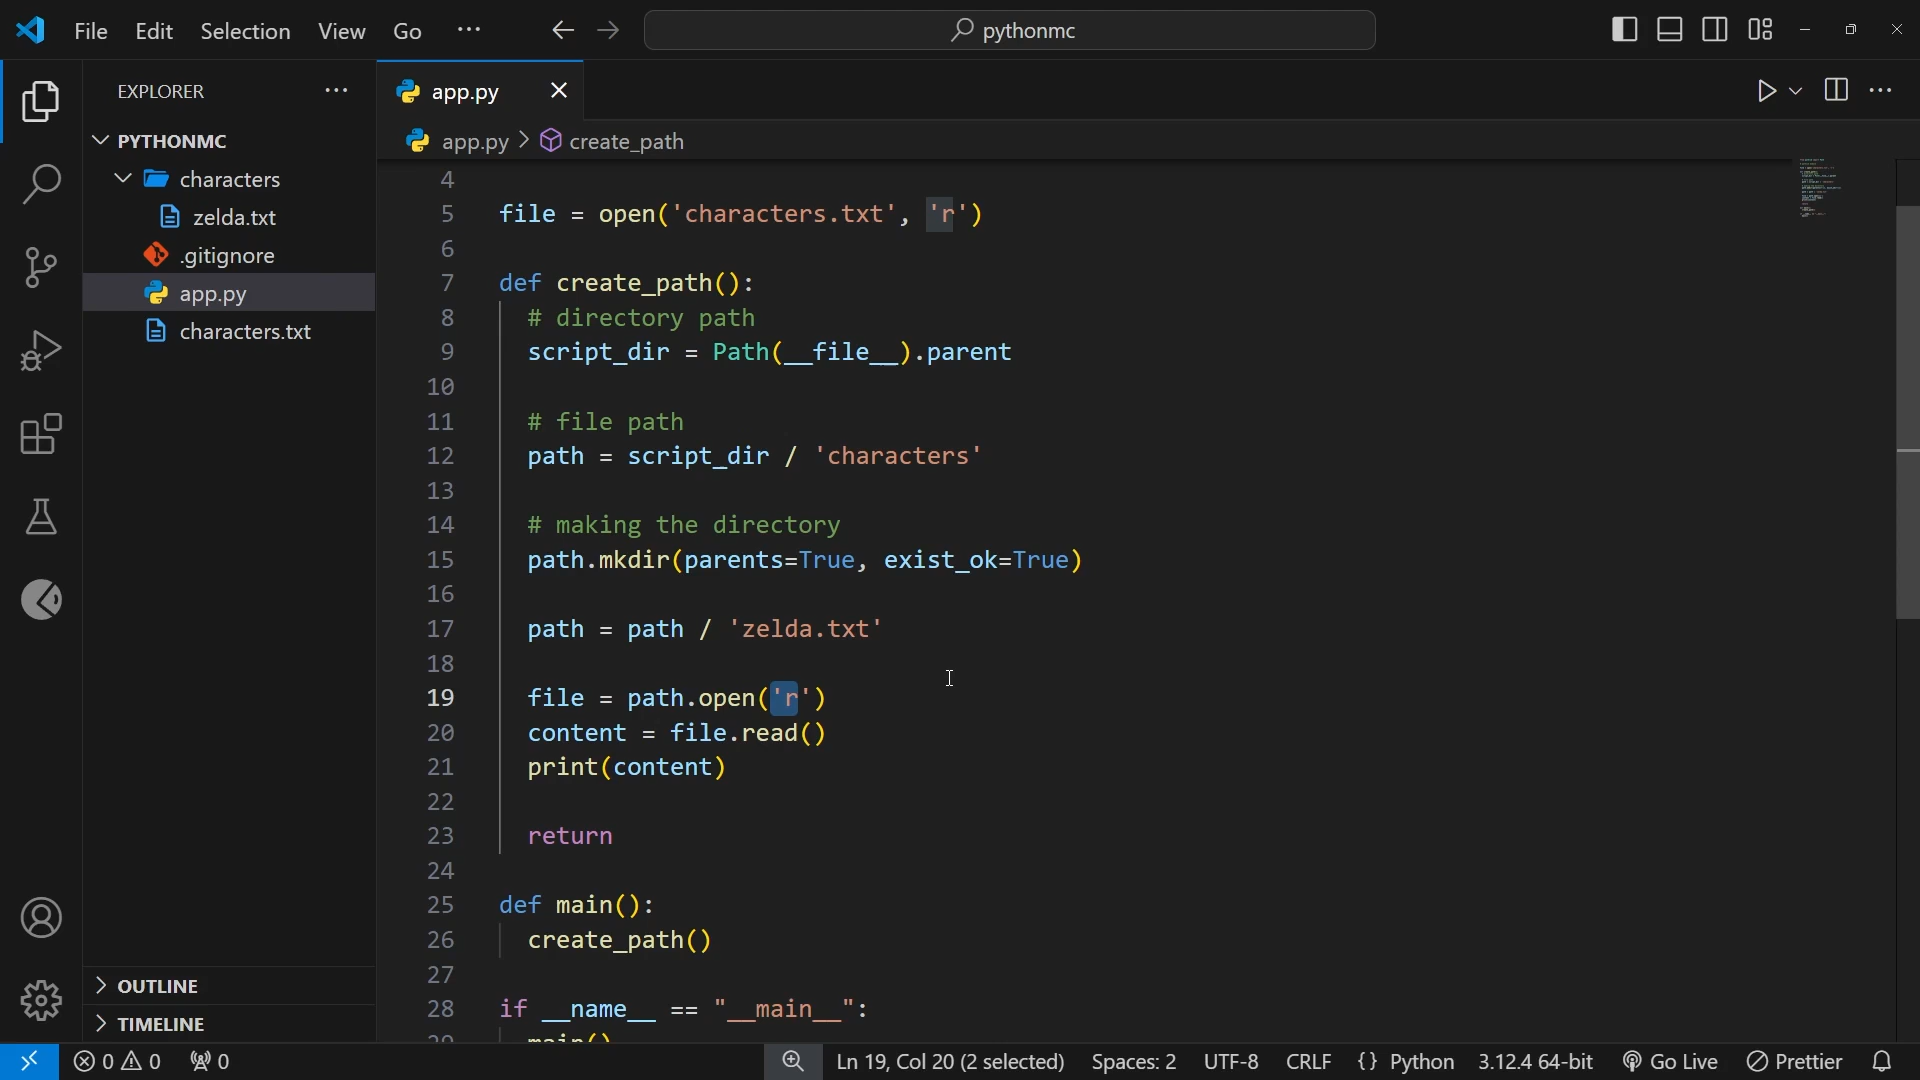 File Edit Selection View Go ··· pythonmc
EXPLORER ···
PYTHONMC
characters
zelda.txt
.gitignore
app.py
characters.txt
OUTLINE
TIMELINE
app.py
app.py > create_path
4
5 file = open('characters.txt', 'r')
6
7 def create_path():
8 # directory path
9 script_dir = Path(__file__).parent
10
11 # file path
12 path = script_dir / 'characters'
13
14 # making the directory
15 path.mkdir(parents=True, exist_ok=True)
16
17 path = path / 'zelda.txt'
18
19 file = path.open('r')
20 content = file.read()
21 print(content)
22
23 return
24
25 def main():
26 create_path()
27
28 if __name__ == "__main__":
29 main()
0 0 0 Ln 19, Col 20 (2 selected) Spaces: 2 UTF-8 CRLF {} Python 3.12.4 64-bit Go Live Prettier